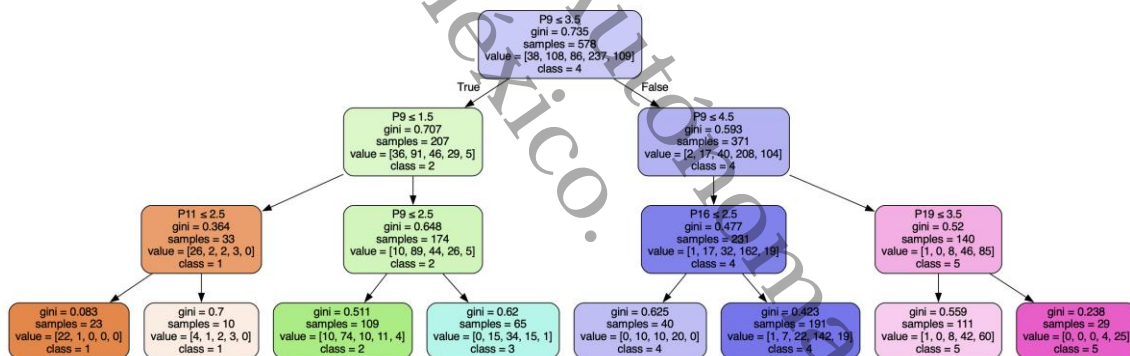 P9 ≤ 3.5
gini = 0.735
samples = 578
value = [38, 108, 86, 237, 109]
class = 4
True
False
P9 ≤ 1.5
gini = 0.707
samples = 207
value = [36, 91, 46, 29, 5]
class = 2
P9 ≤ 4.5
gini = 0.593
samples = 371
value = [2, 17, 40, 208, 104]
class = 4
P11 ≤ 2.5
gini = 0.364
samples = 33
value = [26, 2, 2, 3, 0]
class = 1
P9 ≤ 2.5
gini = 0.648
samples = 174
value = [10, 89, 44, 26, 5]
class = 2
P16 ≤ 2.5
gini = 0.477
samples = 231
value = [1, 17, 32, 162, 19]
class = 4
P19 ≤ 3.5
gini = 0.52
samples = 140
value = [1, 0, 8, 46, 85]
class = 5
gini = 0.083
samples = 23
value = [22, 1, 0, 0, 0]
class = 1
gini = 0.7
samples = 10
value = [4, 1, 2, 3, 0]
class = 1
gini = 0.511
samples = 109
value = [10, 74, 10, 11, 4]
class = 2
gini = 0.62
samples = 65
value = [0, 15, 34, 15, 1]
class = 3
gini = 0.625
samples = 40
value = [0, 10, 10, 20, 0]
class = 4
gini = 0.423
samples = 191
value = [1, 7, 22, 142, 19]
class = 4
gini = 0.559
samples = 111
value = [1, 0, 8, 42, 60]
class = 5
gini = 0.238
samples = 29
value = [0, 0, 0, 4, 25]
class = 5